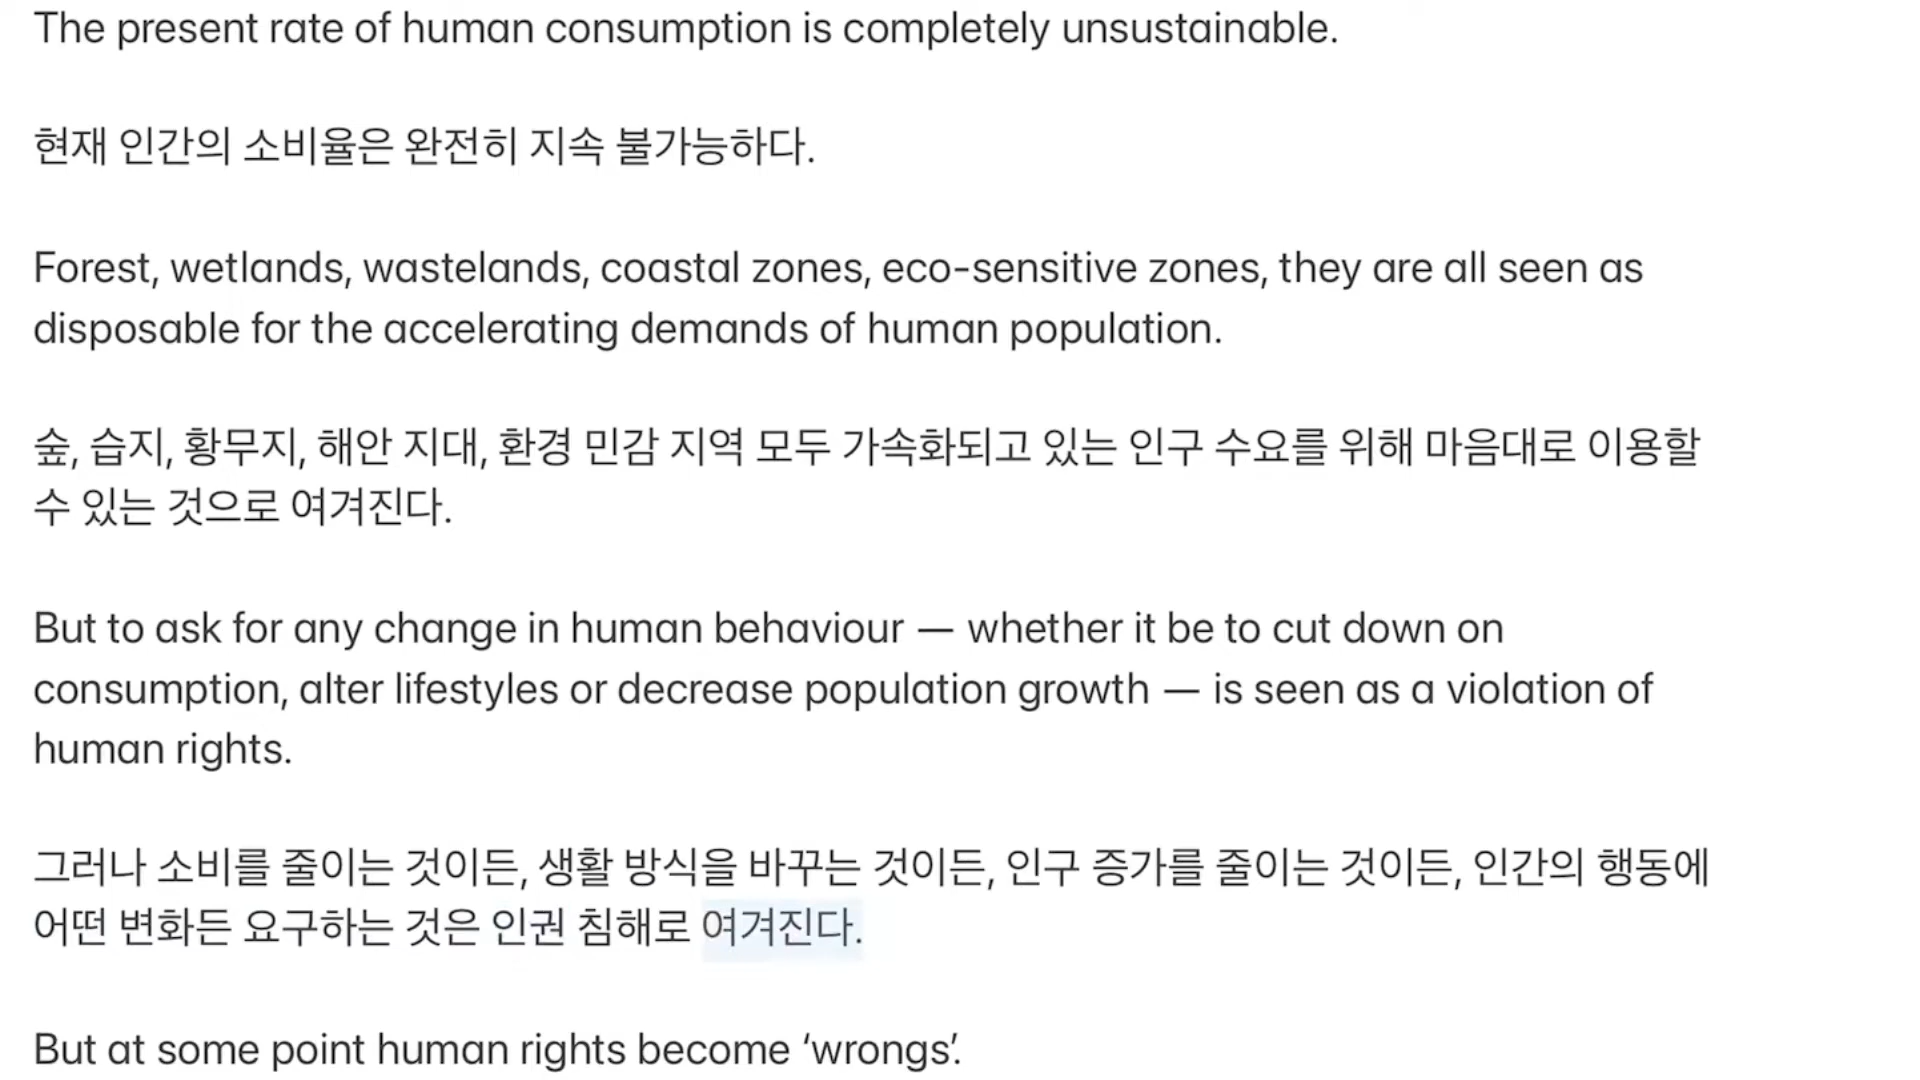 The present rate of human consumption is completely unsustainable.
현재 인간의 소비율은 완전히 지속 불가능하다.
Forest, wetlands, wastelands, coastal zones, eco-sensitive zones, they are all seen as
disposable for the accelerating demands of human population.
숲, 습지, 황무지, 해안 지대, 환경 민감 지역 모두 가속화되고 있는 인구 수요를 위해 마음대로 이용할
수 있는 것으로 여겨진다.
But to ask for any change in human behaviour — whether it be to cut down on
consumption, alter lifestyles or decrease population growth — is seen as a violation of
human rights.
그러나 소비를 줄이는 것이든, 생활 방식을 바꾸는 것이든, 인구 증가를 줄이는 것이든, 인간의 행동에
어떤 변화든 요구하는 것은 인권 침해로 여겨진다.
But at some point human rights become ‘wrongs’.